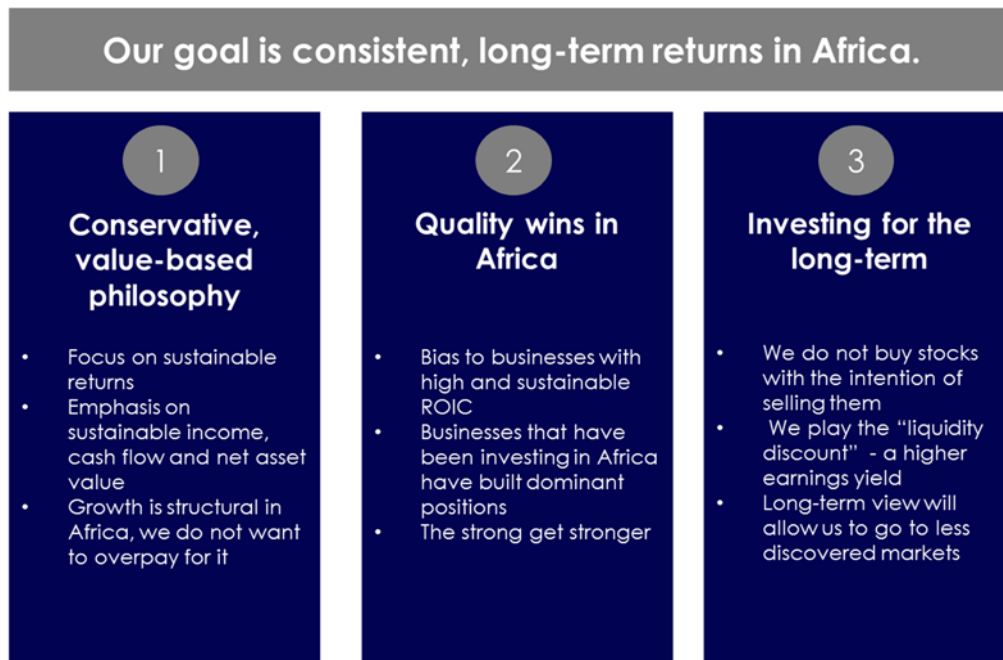 Our goal is consistent, long-term returns in Africa.
1
Conservative,
value-based
philosophy
• Focus on sustainable
returns
• Emphasis on
sustainable income,
cash flow and net asset
value
• Growth is structural in
Africa, we do not want
to overpay for it
2
Quality wins in
Africa
• Bias to businesses with
high and sustainable
ROIC
• Businesses that have
been investing in Africa
have built dominant
positions
• The strong get stronger
3
Investing for the
long-term
• We do not buy stocks
with the intention of
selling them
• We play the “liquidity
discount” - a higher
earnings yield
• Long-term view will
allow us to go to less
discovered markets